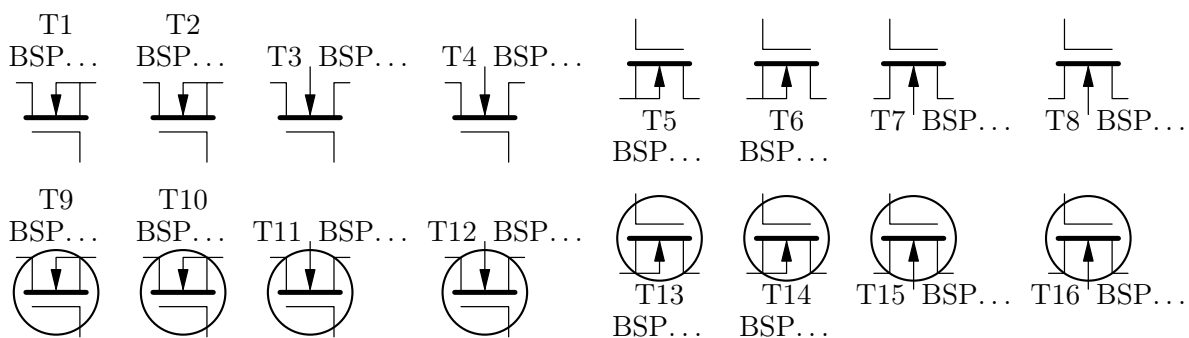 T1 T2
BSP… BSP… T3 BSP… T4 BSP…
T5 T6 T7 BSP… T8 BSP…
BSP… BSP…
T9 T10
BSP… BSP… T11 BSP… T12 BSP…
T13 T14 T15 BSP… T16 BSP…
BSP… BSP…